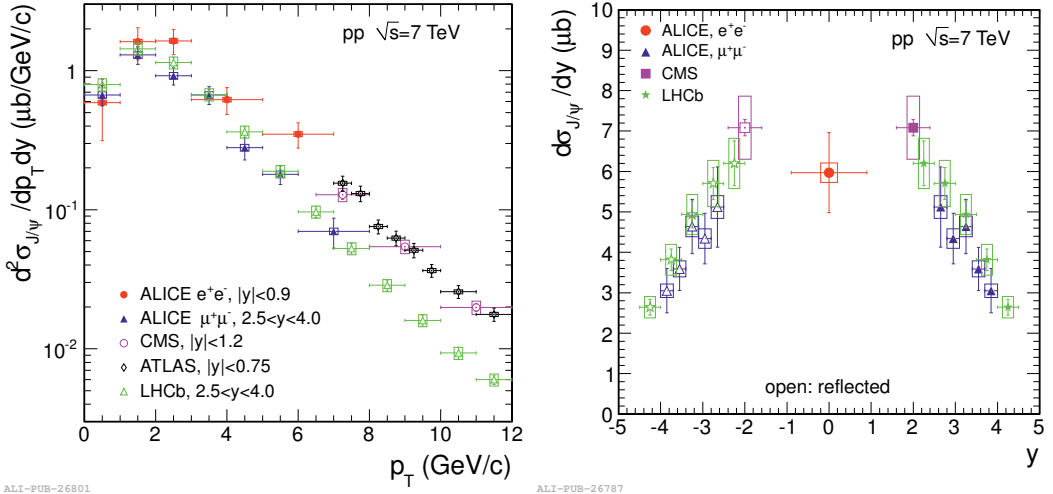 d²σ_J/ψ /dp_T dy (μb/GeV/c)
1
10⁻¹
10⁻²
pp √s=7 TeV
ALICE e⁺e⁻, |y|<0.9
ALICE μ⁺μ⁻, 2.5<y<4.0
CMS, |y|<1.2
ATLAS, |y|<0.75
LHCb, 2.5<y<4.0
0 2 4 6 8 10 12
p_T (GeV/c)
ALI-PUB-26801
dσ_J/ψ /dy (μb)
10
9
8
7
6
5
4
3
2
1
0
ALICE, e⁺e⁻
ALICE, μ⁺μ⁻
CMS
LHCb
pp √s=7 TeV
open: reflected
-5 -4 -3 -2 -1 0 1 2 3 4 5
y
ALI-PUB-26787